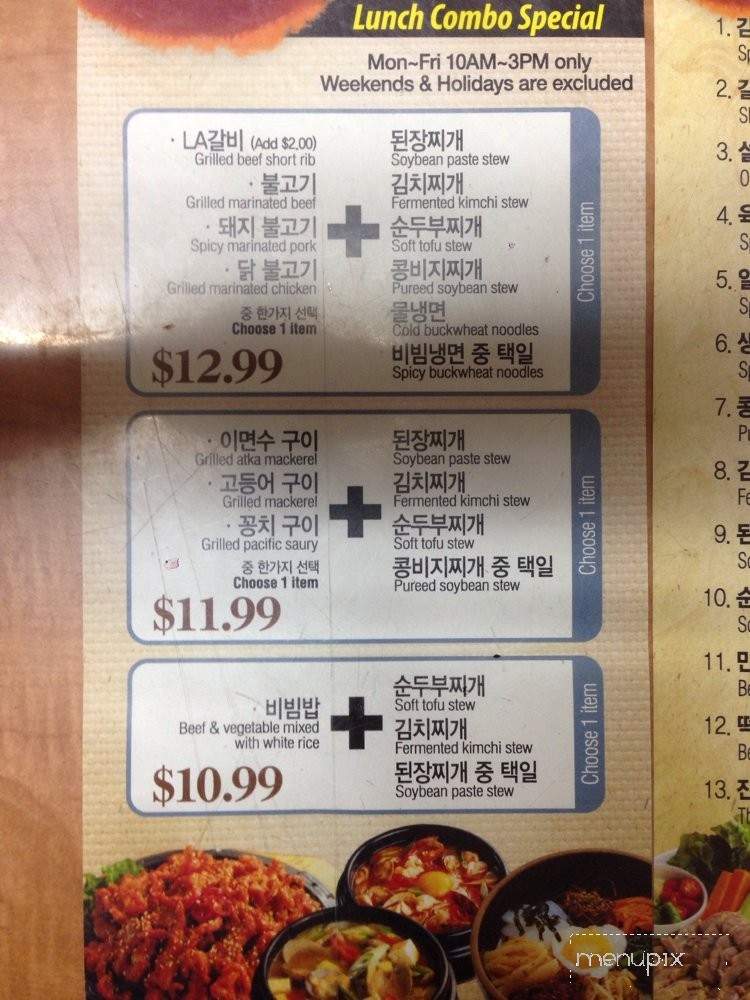 Lunch Combo Special
Mon~Fri 10AM~3PM only
Weekends & Holidays are excluded
· LA갈비 (Add $2.00)
Grilled beef short rib
· 불고기
Grilled marinated beef
· 돼지 불고기
Spicy marinated pork
· 닭 불고기
Grilled marinated chicken
중 한가지 선택
Choose 1 item
$12.99
+
된장찌개
Soybean paste stew
김치찌개
Fermented kimchi stew
순두부찌개
Soft tofu stew
콩비지찌개
Pureed soybean stew
물냉면
Cold buckwheat noodles
비빔냉면 중 택일
Spicy buckwheat noodles
Choose 1 item
· 이면수 구이
Grilled atka mackerel
· 고등어 구이
Grilled mackerel
· 꽁치 구이
Grilled pacific saury
중 한가지 선택
Choose 1 item
$11.99
+
된장찌개
Soybean paste stew
김치찌개
Fermented kimchi stew
순두부찌개
Soft tofu stew
콩비지찌개 중 택일
Pureed soybean stew
Choose 1 item
· 비빔밥
Beef & vegetable mixed
with white rice
$10.99
+
순두부찌개
Soft tofu stew
김치찌개
Fermented kimchi stew
된장찌개 중 택일
Soybean paste stew
Choose 1 item
1.
2.
3.
4.
5.
6.
7.
8.
9.
10.
11.
12.
13.
menupix